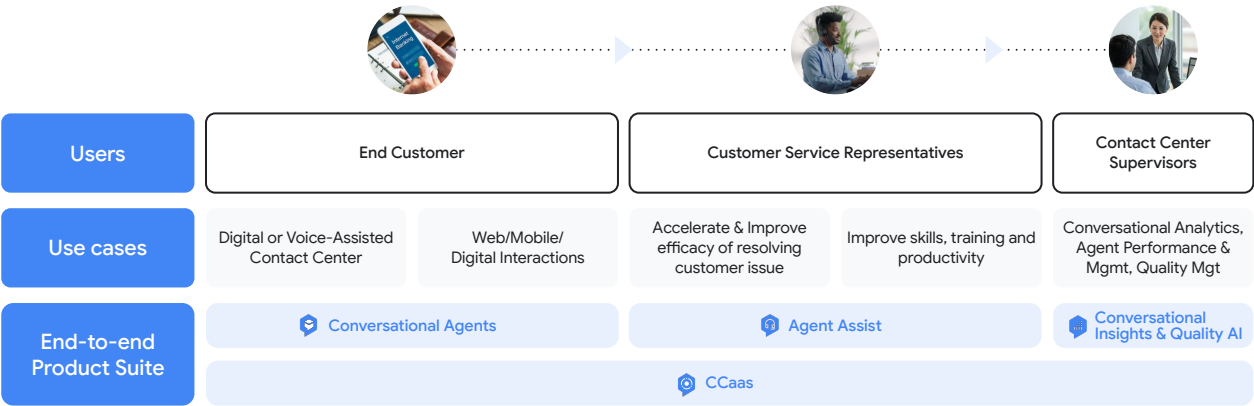 Internet
Banking
Users
End Customer
Customer Service Representatives
Contact Center
Supervisors
Use cases
Digital or Voice-Assisted
Contact Center
Web/Mobile/
Digital Interactions
Accelerate & Improve
efficacy of resolving
customer issue
Improve skills, training and
productivity
Conversational Analytics,
Agent Performance &
Mgmt, Quality Mgt
End-to-end
Product Suite
Conversational Agents
Agent Assist
Conversational
Insights & Quality AI
CCaas